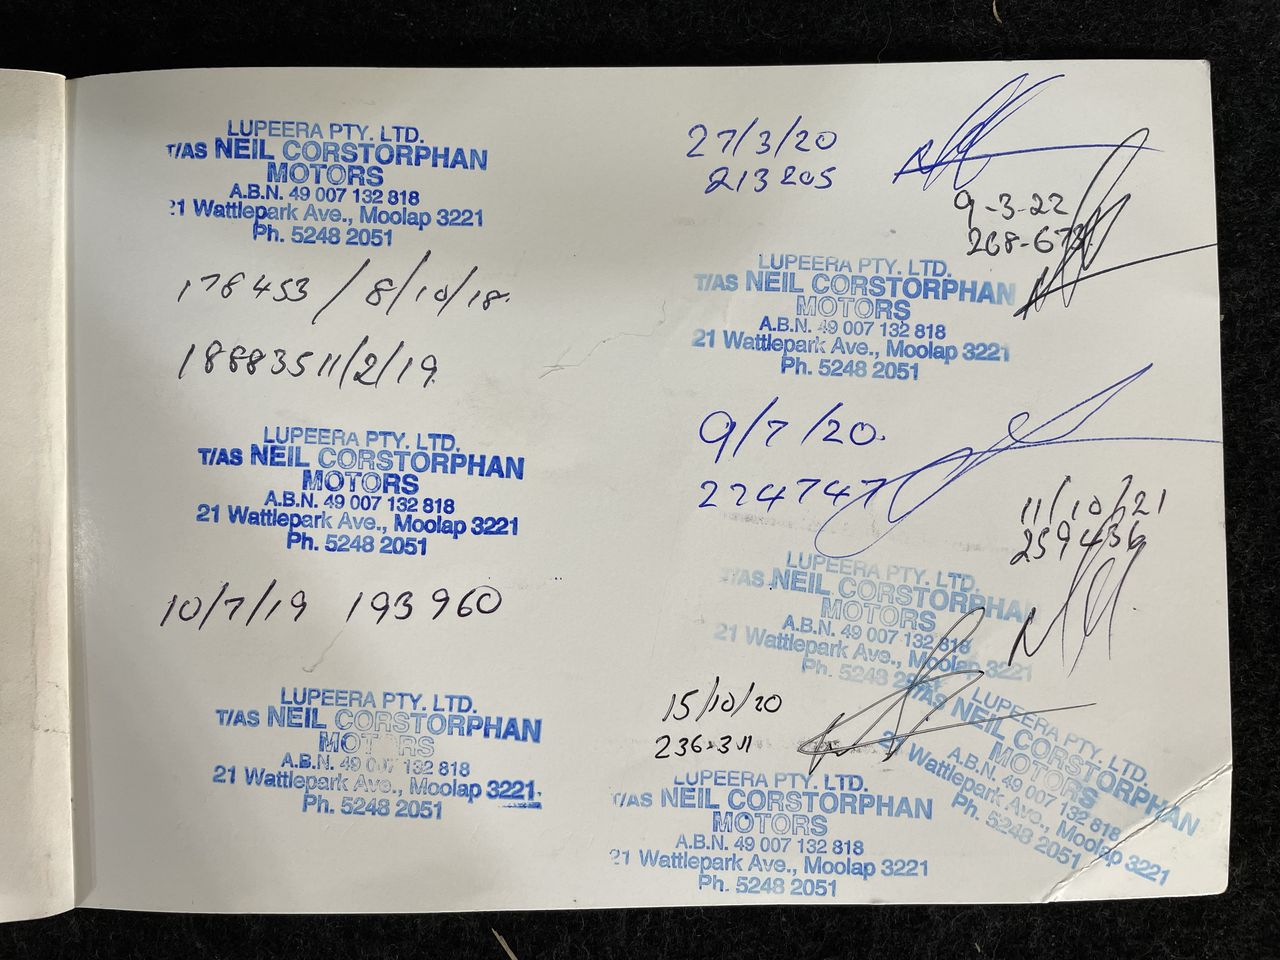 LUPEERA PTY. LTD.
T/AS NEIL CORSTORPHAN
MOTORS
A.B.N. 49 007 132 818
21 Wattlepark Ave., Moolap 3221
Ph. 5248 2051
178453 / 8/10/18
188835 11/2/19
LUPEERA PTY. LTD.
T/AS NEIL CORSTORPHAN
MOTORS
A.B.N. 49 007 132 818
21 Wattlepark Ave., Moolap 3221
Ph. 5248 2051
10/7/19 193960
LUPEERA PTY. LTD.
T/AS NEIL CORSTORPHAN
MOTORS
A.B.N. 49 007 132 818
21 Wattlepark Ave., Moolap 3221
Ph. 5248 2051
27/3/20
213205
9-3-22
LUPEERA PTY. LTD.
T/AS NEIL CORSTORPHAN
MOTORS
A.B.N. 49 007 132 818
21 Wattlepark Ave., Moolap 3221
Ph. 5248 2051
9/7/20
224747
11/10/21
259436
LUPEERA PTY. LTD.
T/AS NEIL CORSTORPHAN
MOTORS
A.B.N. 49 007 132 818
21 Wattlepark Ave., Moolap 3221
Ph. 5248
15/10/20
LUPEERA PTY. LTD.
T/AS NEIL CORSTORPHAN
MOTORS
A.B.N. 49 007 132 818
21 Wattlepark Ave., Moolap 3221
Ph. 5248 2051
LUPEERA PTY. LTD.
T/AS NEIL CORSTORPHAN
MOTORS
A.B.N. 49 007 132 818
21 Wattlepark Ave., Moolap 3221
Ph. 5248 2051